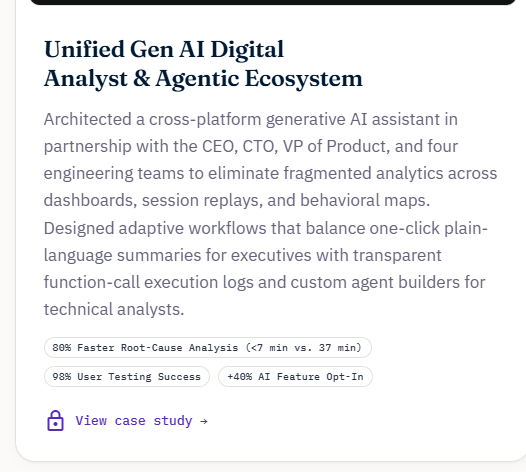 Unified Gen AI Digital
Analyst & Agentic Ecosystem
Architected a cross-platform generative AI assistant in
partnership with the CEO, CTO, VP of Product, and four
engineering teams to eliminate fragmented analytics across
dashboards, session replays, and behavioral maps.
Designed adaptive workflows that balance one-click plain-
language summaries for executives with transparent
function-call execution logs and custom agent builders for
technical analysts.
80% Faster Root-Cause Analysis (<7 min vs. 37 min)
98% User Testing Success +40% AI Feature Opt-In
View case study →